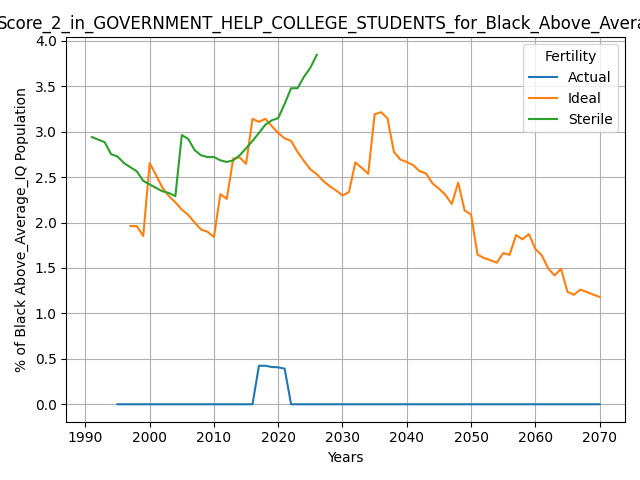 Score_2_in_GOVERNMENT_HELP_COLLEGE_STUDENTS_for_Black_Above_Avera
% of Black Above_Average_IQ Population
4.0
3.5
3.0
2.5
2.0
1.5
1.0
0.5
0.0
Fertility
Actual
Ideal
Sterile
1990 2000 2010 2020 2030 2040 2050 2060 2070
Years